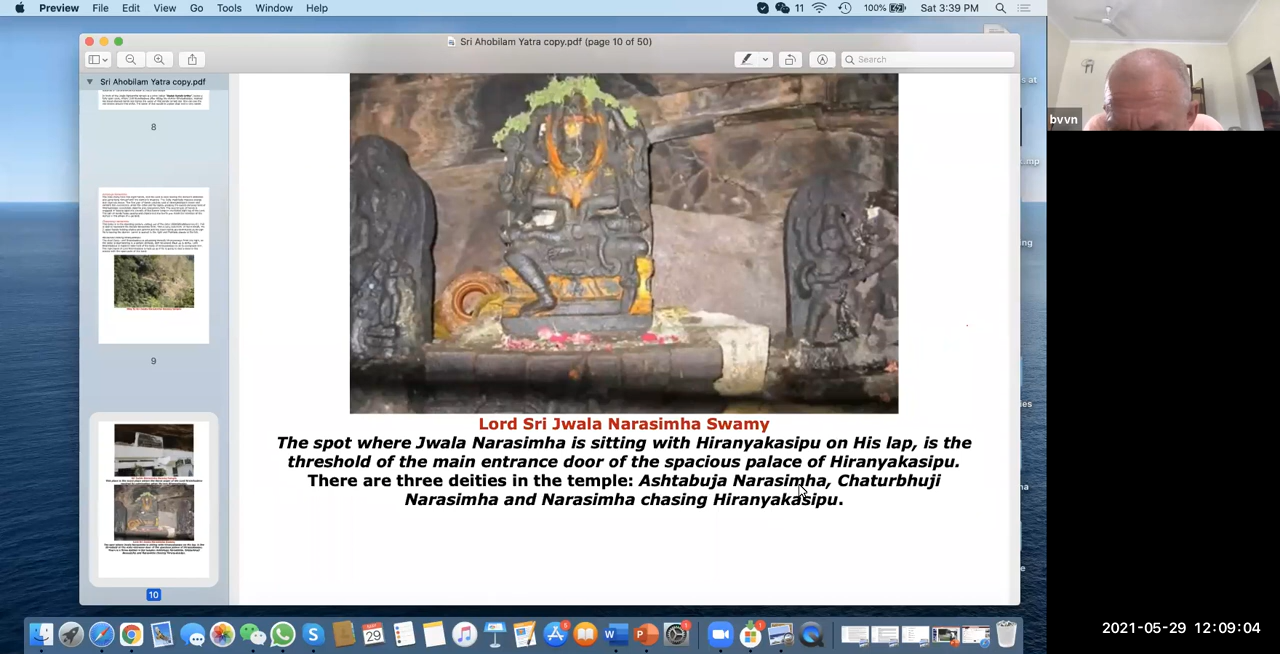 Preview File Edit View Go Tools Window Help
11 100% Sat 3:39 PM
Sri Ahobilam Yatra copy.pdf (page 10 of 50)
Search
Sri Ahobilam Yatra copy.pdf
8
9
10
Lord Sri Jwala Narasimha Swamy
The spot where Jwala Narasimha is sitting with Hiranyakasipu on His lap, is the
threshold of the main entrance door of the spacious palace of Hiranyakasipu.
There are three deities in the temple: Ashtabuja Narasimha, Chaturbhuji
Narasimha and Narasimha chasing Hiranyakasipu.
bvvn
2021-05-29 12:09:04